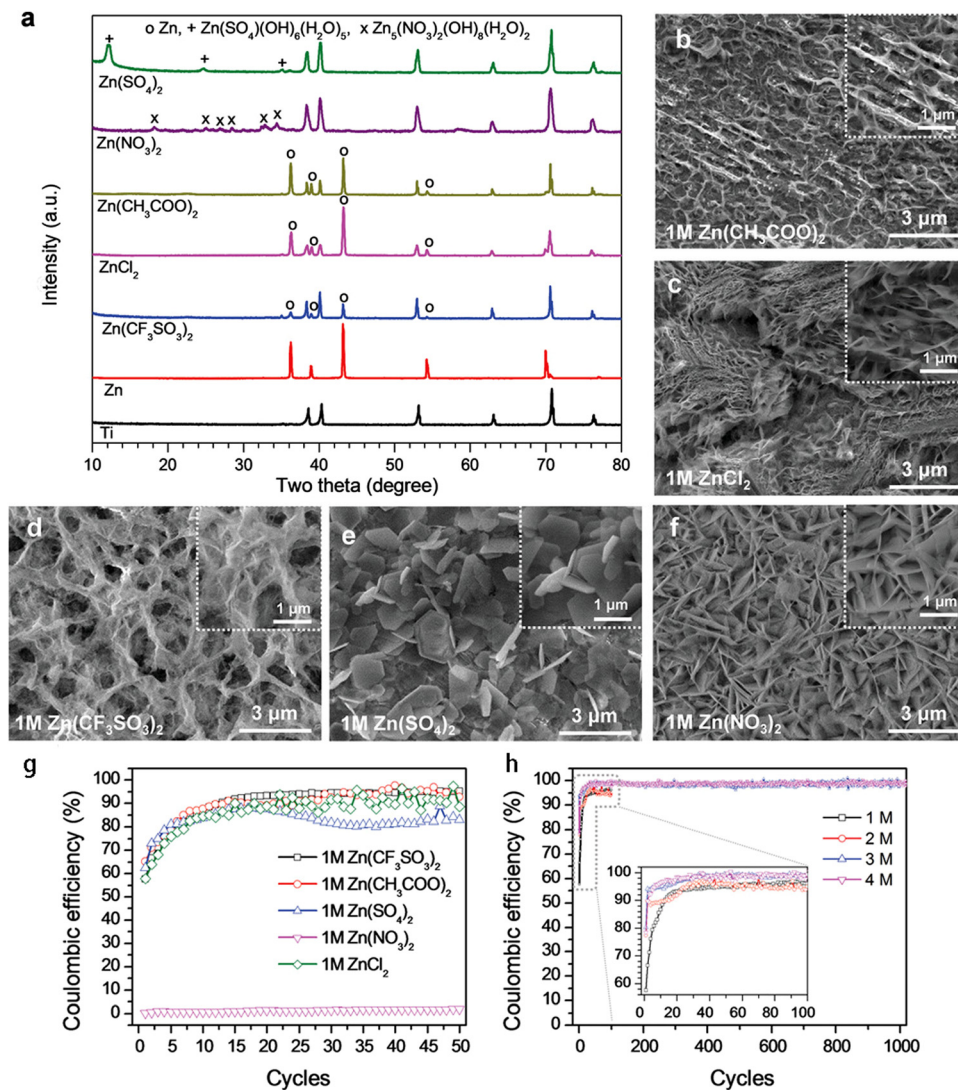 a
o Zn, + Zn(SO₄)(OH)₆(H₂O)₅, x Zn₅(NO₃)₂(OH)₈(H₂O)₂
Intensity (a.u.)
+ + +
Zn(SO₄)₂
x x x x x x
Zn(NO₃)₂
o o o o
Zn(CH₃COO)₂
o o o o
ZnCl₂
o o o o
Zn(CF₃SO₃)₂
Zn
Ti
10 20 30 40 50 60 70 80
Two theta (degree)
b
1 µm
3 µm
1M Zn(CH₃COO)₂
c
1 µm
3 µm
1M ZnCl₂
d
1 µm
3 µm
1M Zn(CF₃SO₃)₂
e
1 µm
3 µm
1M Zn(SO₄)₂
f
1 µm
3 µm
1M Zn(NO₃)₂
g
Coulombic efficiency (%)
100
90
80
70
60
50
40
30
20
10
0
1M Zn(CF₃SO₃)₂
1M Zn(CH₃COO)₂
1M Zn(SO₄)₂
1M Zn(NO₃)₂
1M ZnCl₂
0 5 10 15 20 25 30 35 40 45 50
Cycles
h
Coulombic efficiency (%)
100
90
80
70
60
50
40
30
20
10
0
1 M
2 M
3 M
4 M
100
90
80
70
60
0 20 40 60 80 100
0 200 400 600 800 1000
Cycles